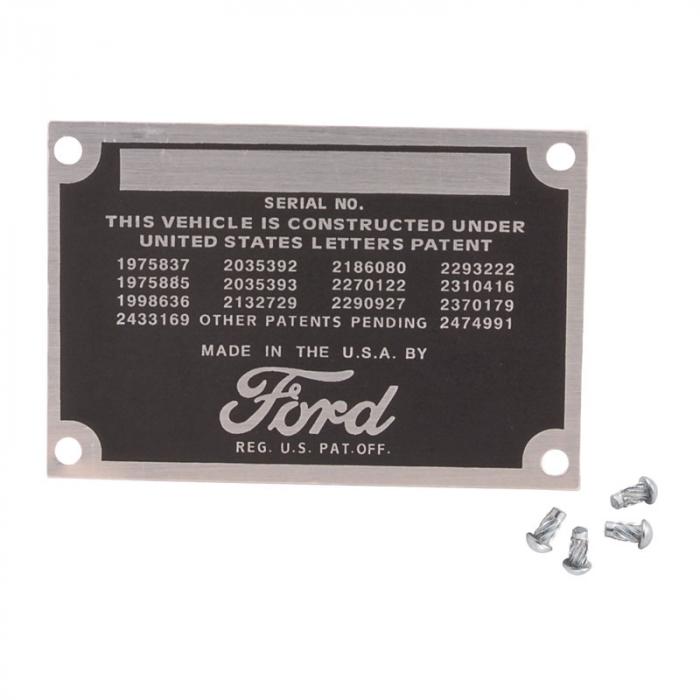 SERIAL NO.
THIS VEHICLE IS CONSTRUCTED UNDER
UNITED STATES LETTERS PATENT
1975837 2035392 2186080 2293222
1975885 2035393 2270122 2310416
1998636 2132729 2290927 2370179
2433169 OTHER PATENTS PENDING 2474991
MADE IN THE U.S.A. BY
Ford
REG. U.S. PAT.OFF.